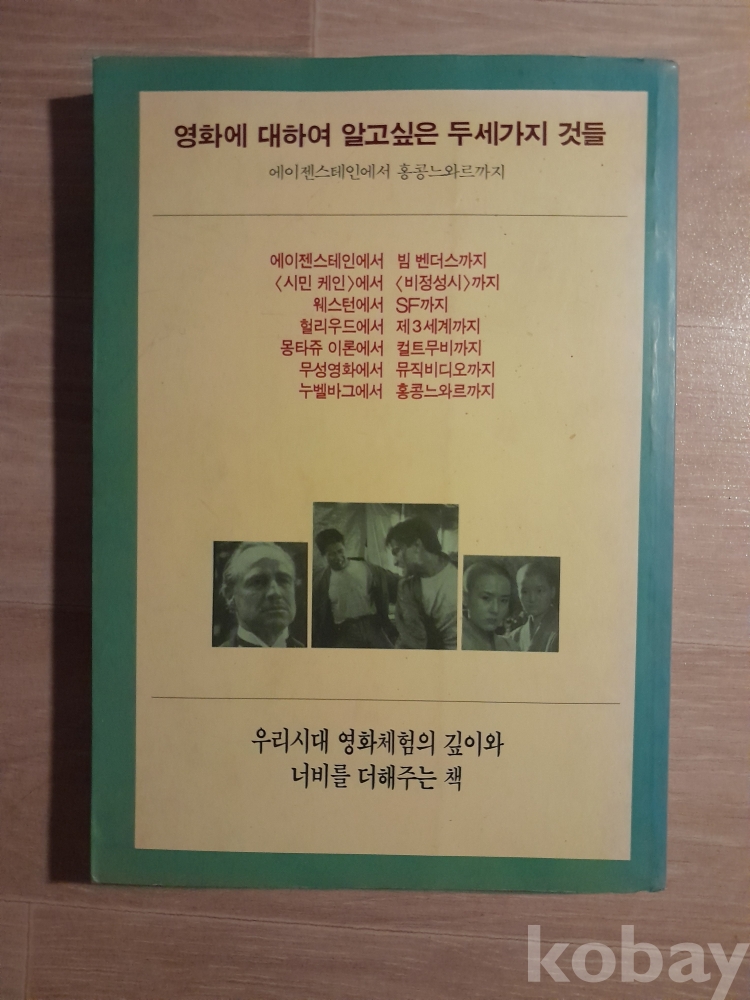 영화에 대하여 알고싶은 두세가지 것들
에이젠스테인에서 홍콩느와르까지
에이젠스테인에서 빔 벤더스까지
〈시민 케인〉에서 〈비정성시〉까지
웨스턴에서 SF까지
헐리우드에서 제3세계까지
몽타쥬 이론에서 컬트무비까지
무성영화에서 뮤직비디오까지
누벨바그에서 홍콩느와르까지
우리시대 영화체험의 깊이와
너비를 더해주는 책
kobay